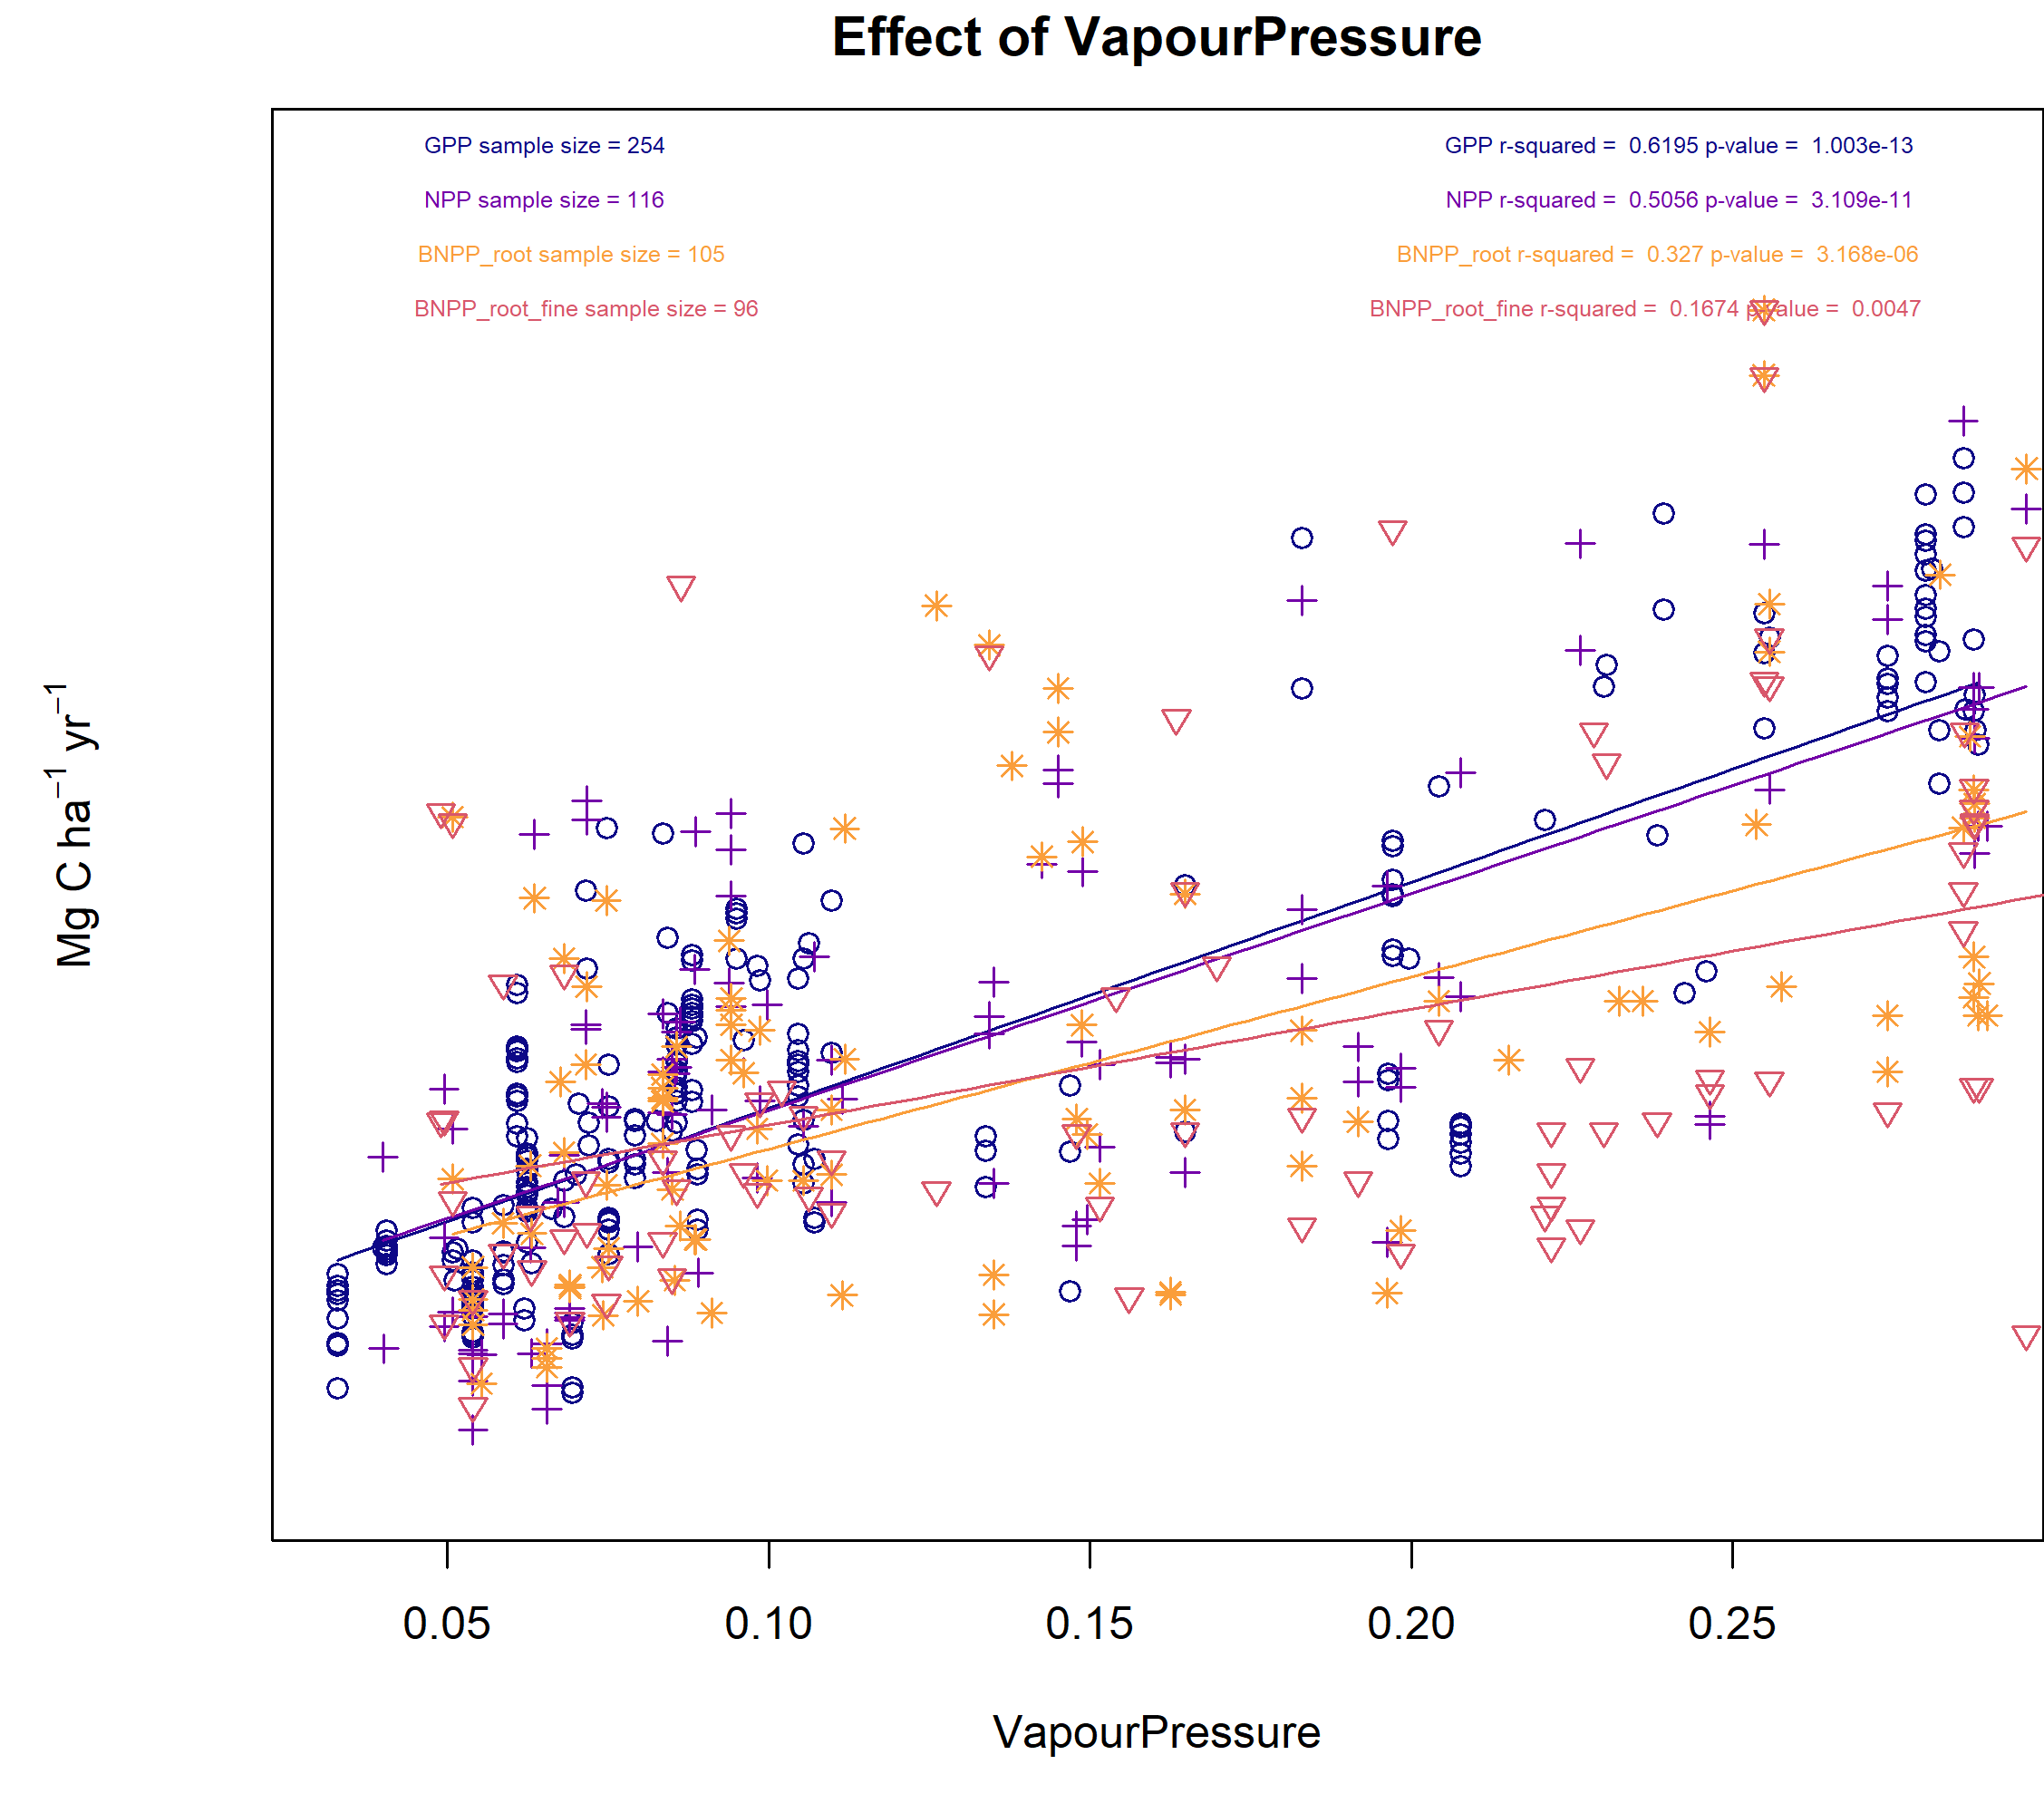 Effect of VapourPressure
GPP sample size = 254
GPP r-squared = 0.6195 p-value = 1.003e-13
NPP sample size = 116
NPP r-squared = 0.5056 p-value = 3.109e-11
BNPP_root sample size = 105
BNPP_root r-squared = 0.327 p-value = 3.168e-06
BNPP_root_fine sample size = 96
BNPP_root_fine r-squared = 0.1674 p-value = 0.0047
Mg C ha⁻¹ yr⁻¹
0.05 0.10 0.15 0.20 0.25
VapourPressure